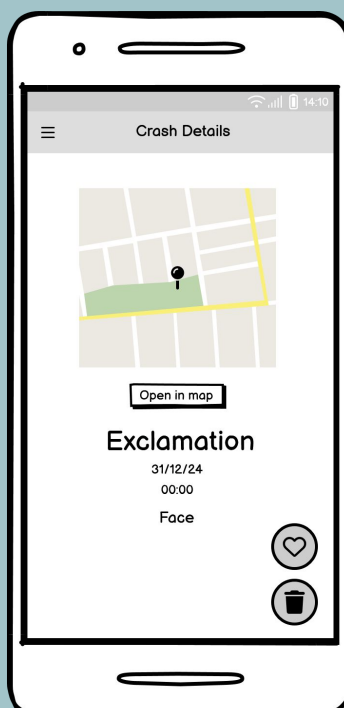 14:10
Crash Details
Open in map
Exclamation
31/12/24
00:00
Face